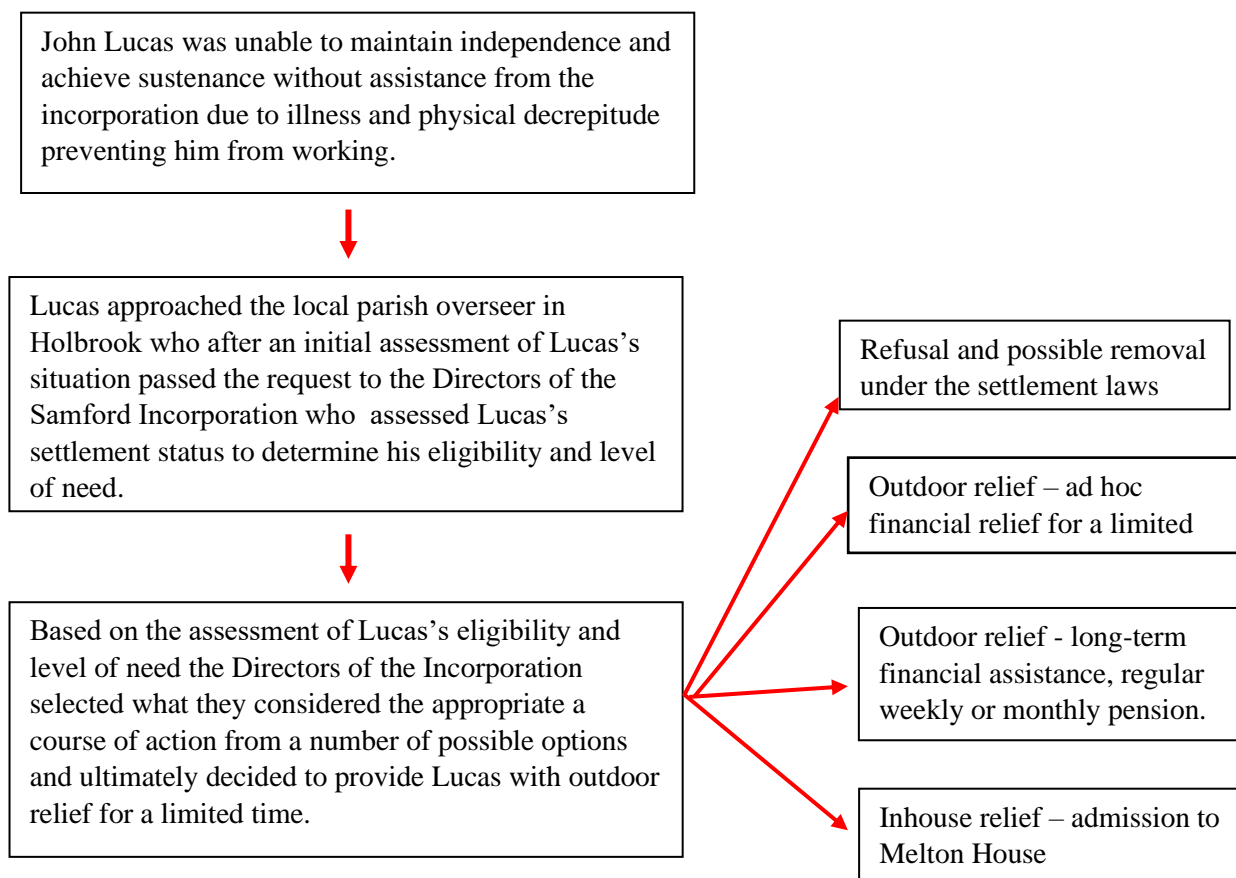 John Lucas was unable to maintain independence and
achieve sustenance without assistance from the
incorporation due to illness and physical decrepitude
preventing him from working.
Lucas approached the local parish overseer in
Holbrook who after an initial assessment of Lucas’s
situation passed the request to the Directors of the
Samford Incorporation who assessed Lucas’s
settlement status to determine his eligibility and level
of need.
Based on the assessment of Lucas’s eligibility and
level of need the Directors of the Incorporation
selected what they considered the appropriate a
course of action from a number of possible options
and ultimately decided to provide Lucas with outdoor
relief for a limited time.
Refusal and possible removal
under the settlement laws
Outdoor relief – ad hoc
financial relief for a limited
Outdoor relief - long-term
financial assistance, regular
weekly or monthly pension.
Inhouse relief – admission to
Melton House